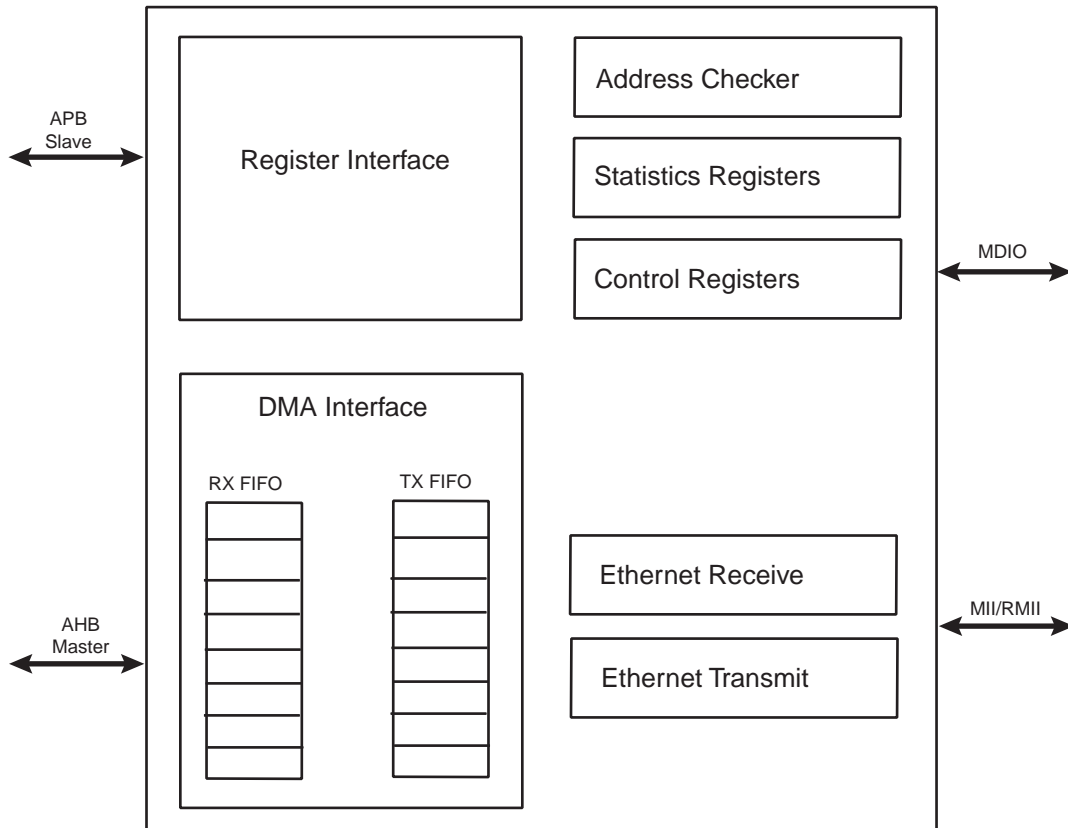 Address Checker
APB
Slave
Register Interface
Statistics Registers
Control Registers
MDIO
DMA Interface
RX FIFO
TX FIFO
Ethernet Receive
AHB
Master
MII/RMII
Ethernet Transmit